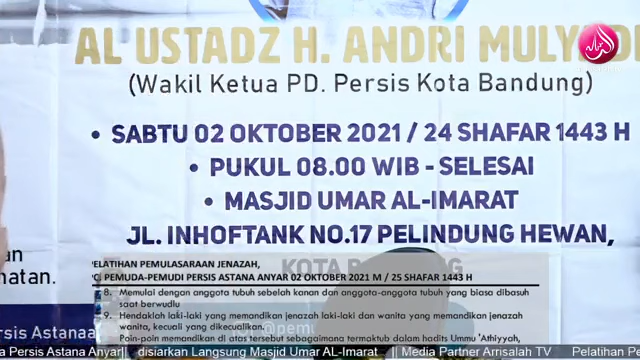 AL USTADZ H. ANDRI
(Wakil Ketua PD. Persis Kota Bandung)
• SABTU 02 OKTOBER 2021 / 24 SHAFAR 1443 H
• PUKUL 08.00 WIB - SELESAI
• MASJID UMAR AL-IMARAT
JL. INHOFTANK NO.17 PELINDUNG HEWAN,
KOTA
PELATIHAN PEMULASARAAN JENAZAH,
PC. PEMUDA-PEMUDI PERSIS ASTANA ANYAR 02 OKTOBER 2021 M / 25 SHAFAR 1443 H
8. Memulai dengan anggota tubuh sebelah kanan dan anggota-anggota tubuh yang biasa dibasuh
saat berwudlu
9. Hendaklah laki-laki yang memandikan jenazah laki-laki dan wanita yang memandikan jenazah
wanita, kecuali yang dikecualikan.
Poin-poin memandikan di atas tersebut sebagaimana termaktub dalam hadits Ummu 'Athiyyah,
a Persis Astana Anyar|| disiarkan Langsung Masjid Umar AL-Imarat || Media Partner Arrisalah TV Pelatihan P